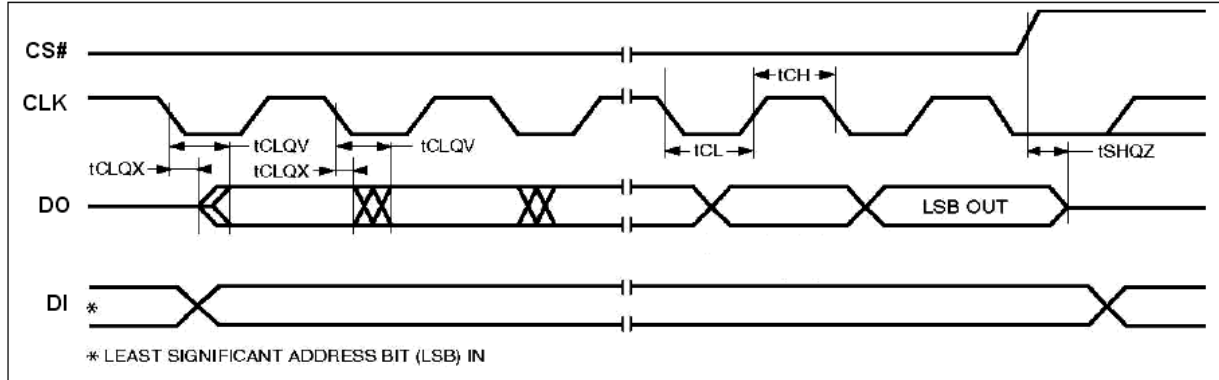 CS#
tCH
CLK
tCLQV
tCLQV
tCLQX
tCLQX
tCL
tSHQZ
DO
LSB OUT
DI
*
* LEAST SIGNIFICANT ADDRESS BIT (LSB) IN